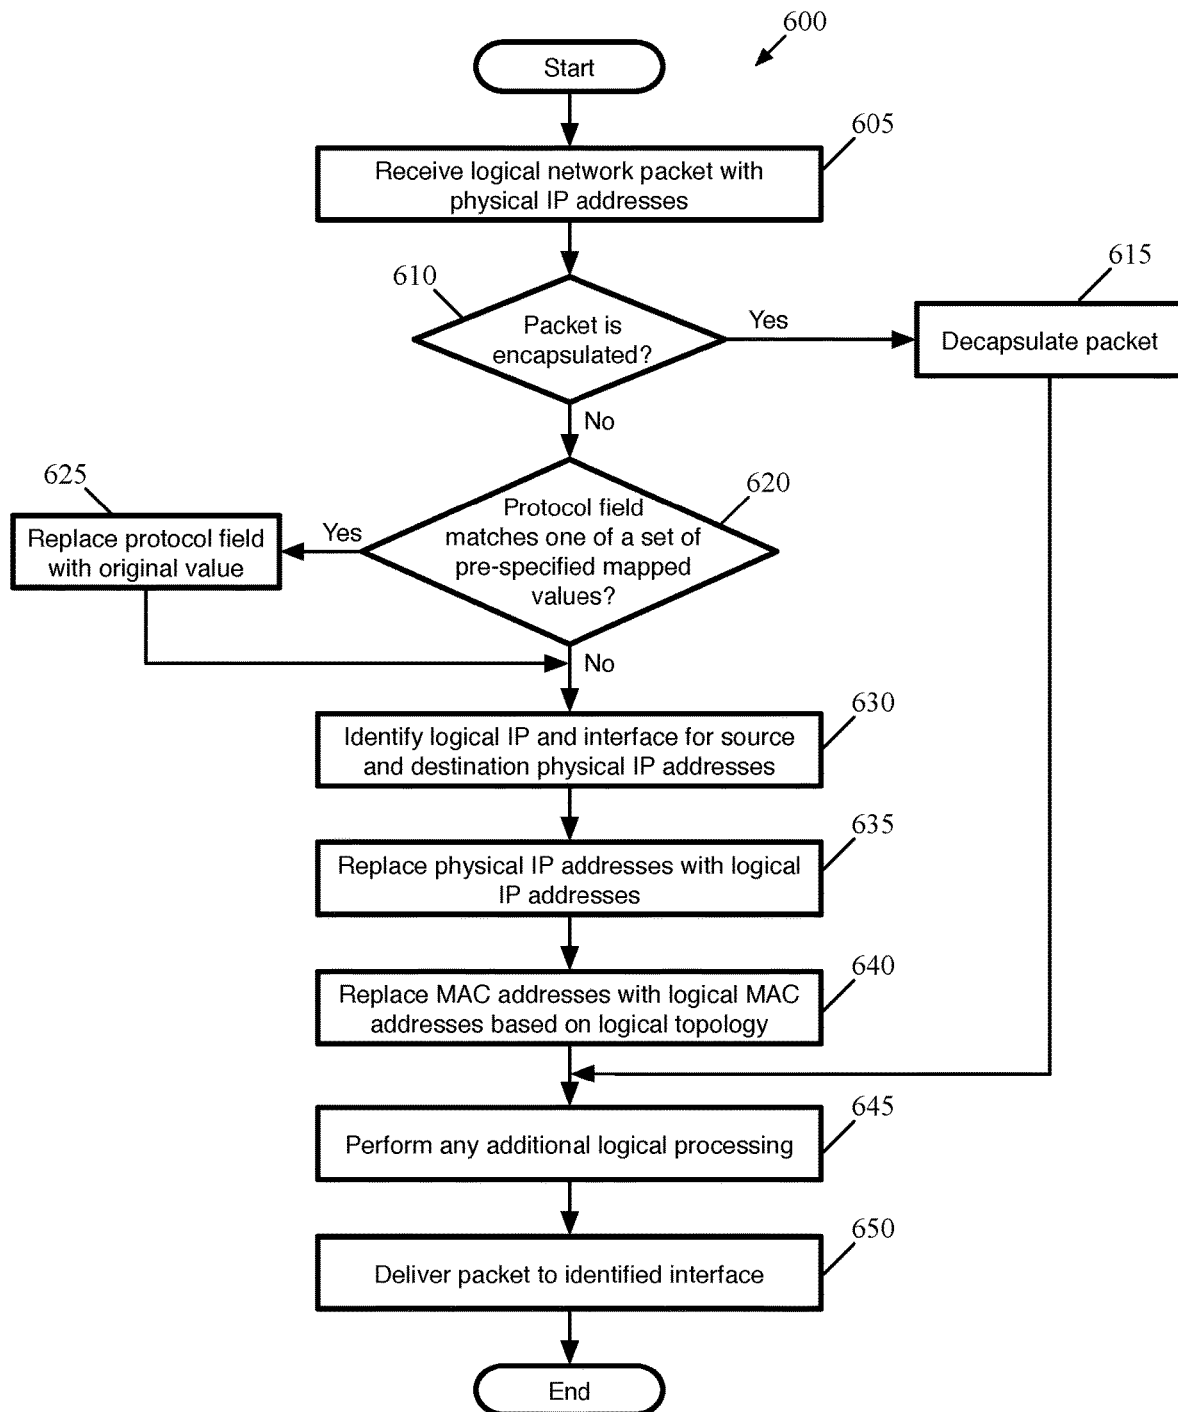 600
Start
605
Receive logical network packet with
physical IP addresses
610
Packet is
encapsulated?
Yes
615
Decapsulate packet
No
625
Replace protocol field
with original value
Yes
620
Protocol field
matches one of a set of
pre-specified mapped
values?
No
630
Identify logical IP and interface for source
and destination physical IP addresses
635
Replace physical IP addresses with logical
IP addresses
640
Replace MAC addresses with logical MAC
addresses based on logical topology
645
Perform any additional logical processing
650
Deliver packet to identified interface
End